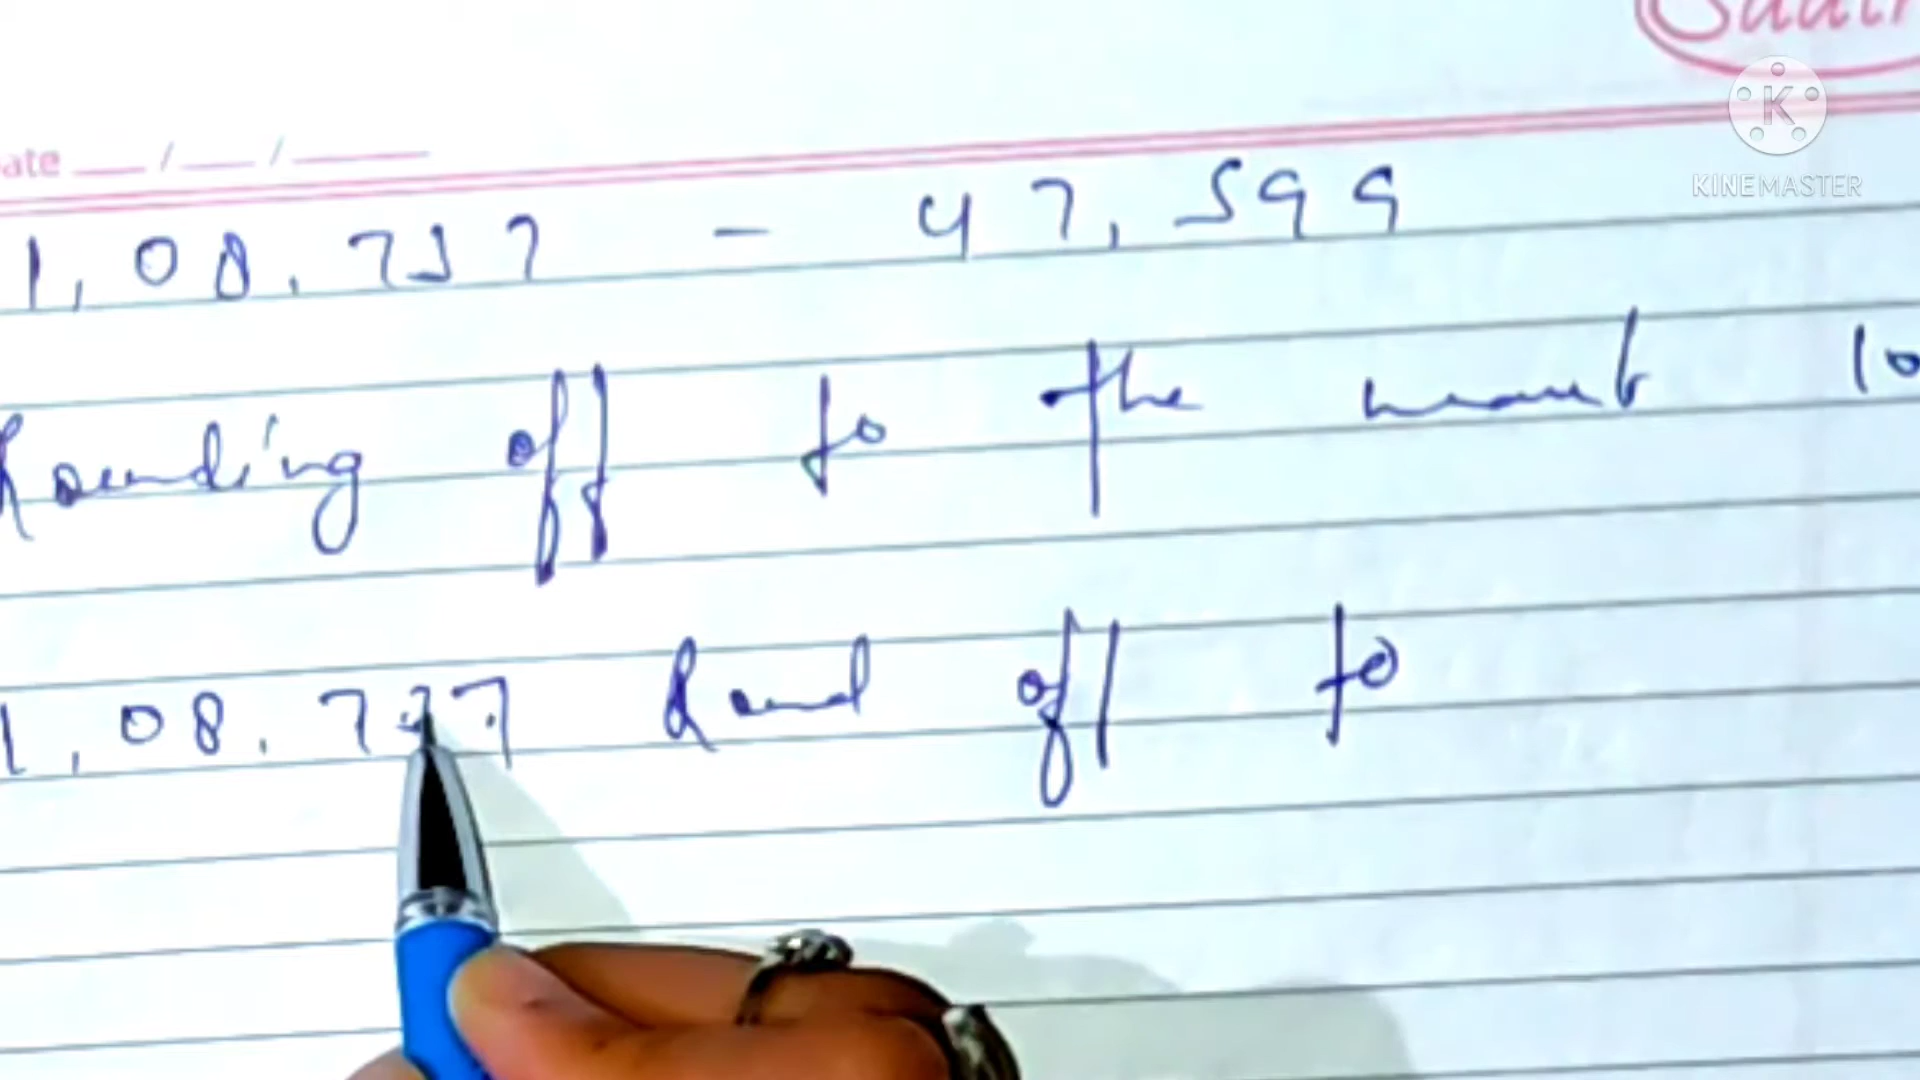 ate __ / __ / ____
KINEMASTER
1,08,737 - 47,599
Rounding off to the nearest 10
1,08,737 Round off to